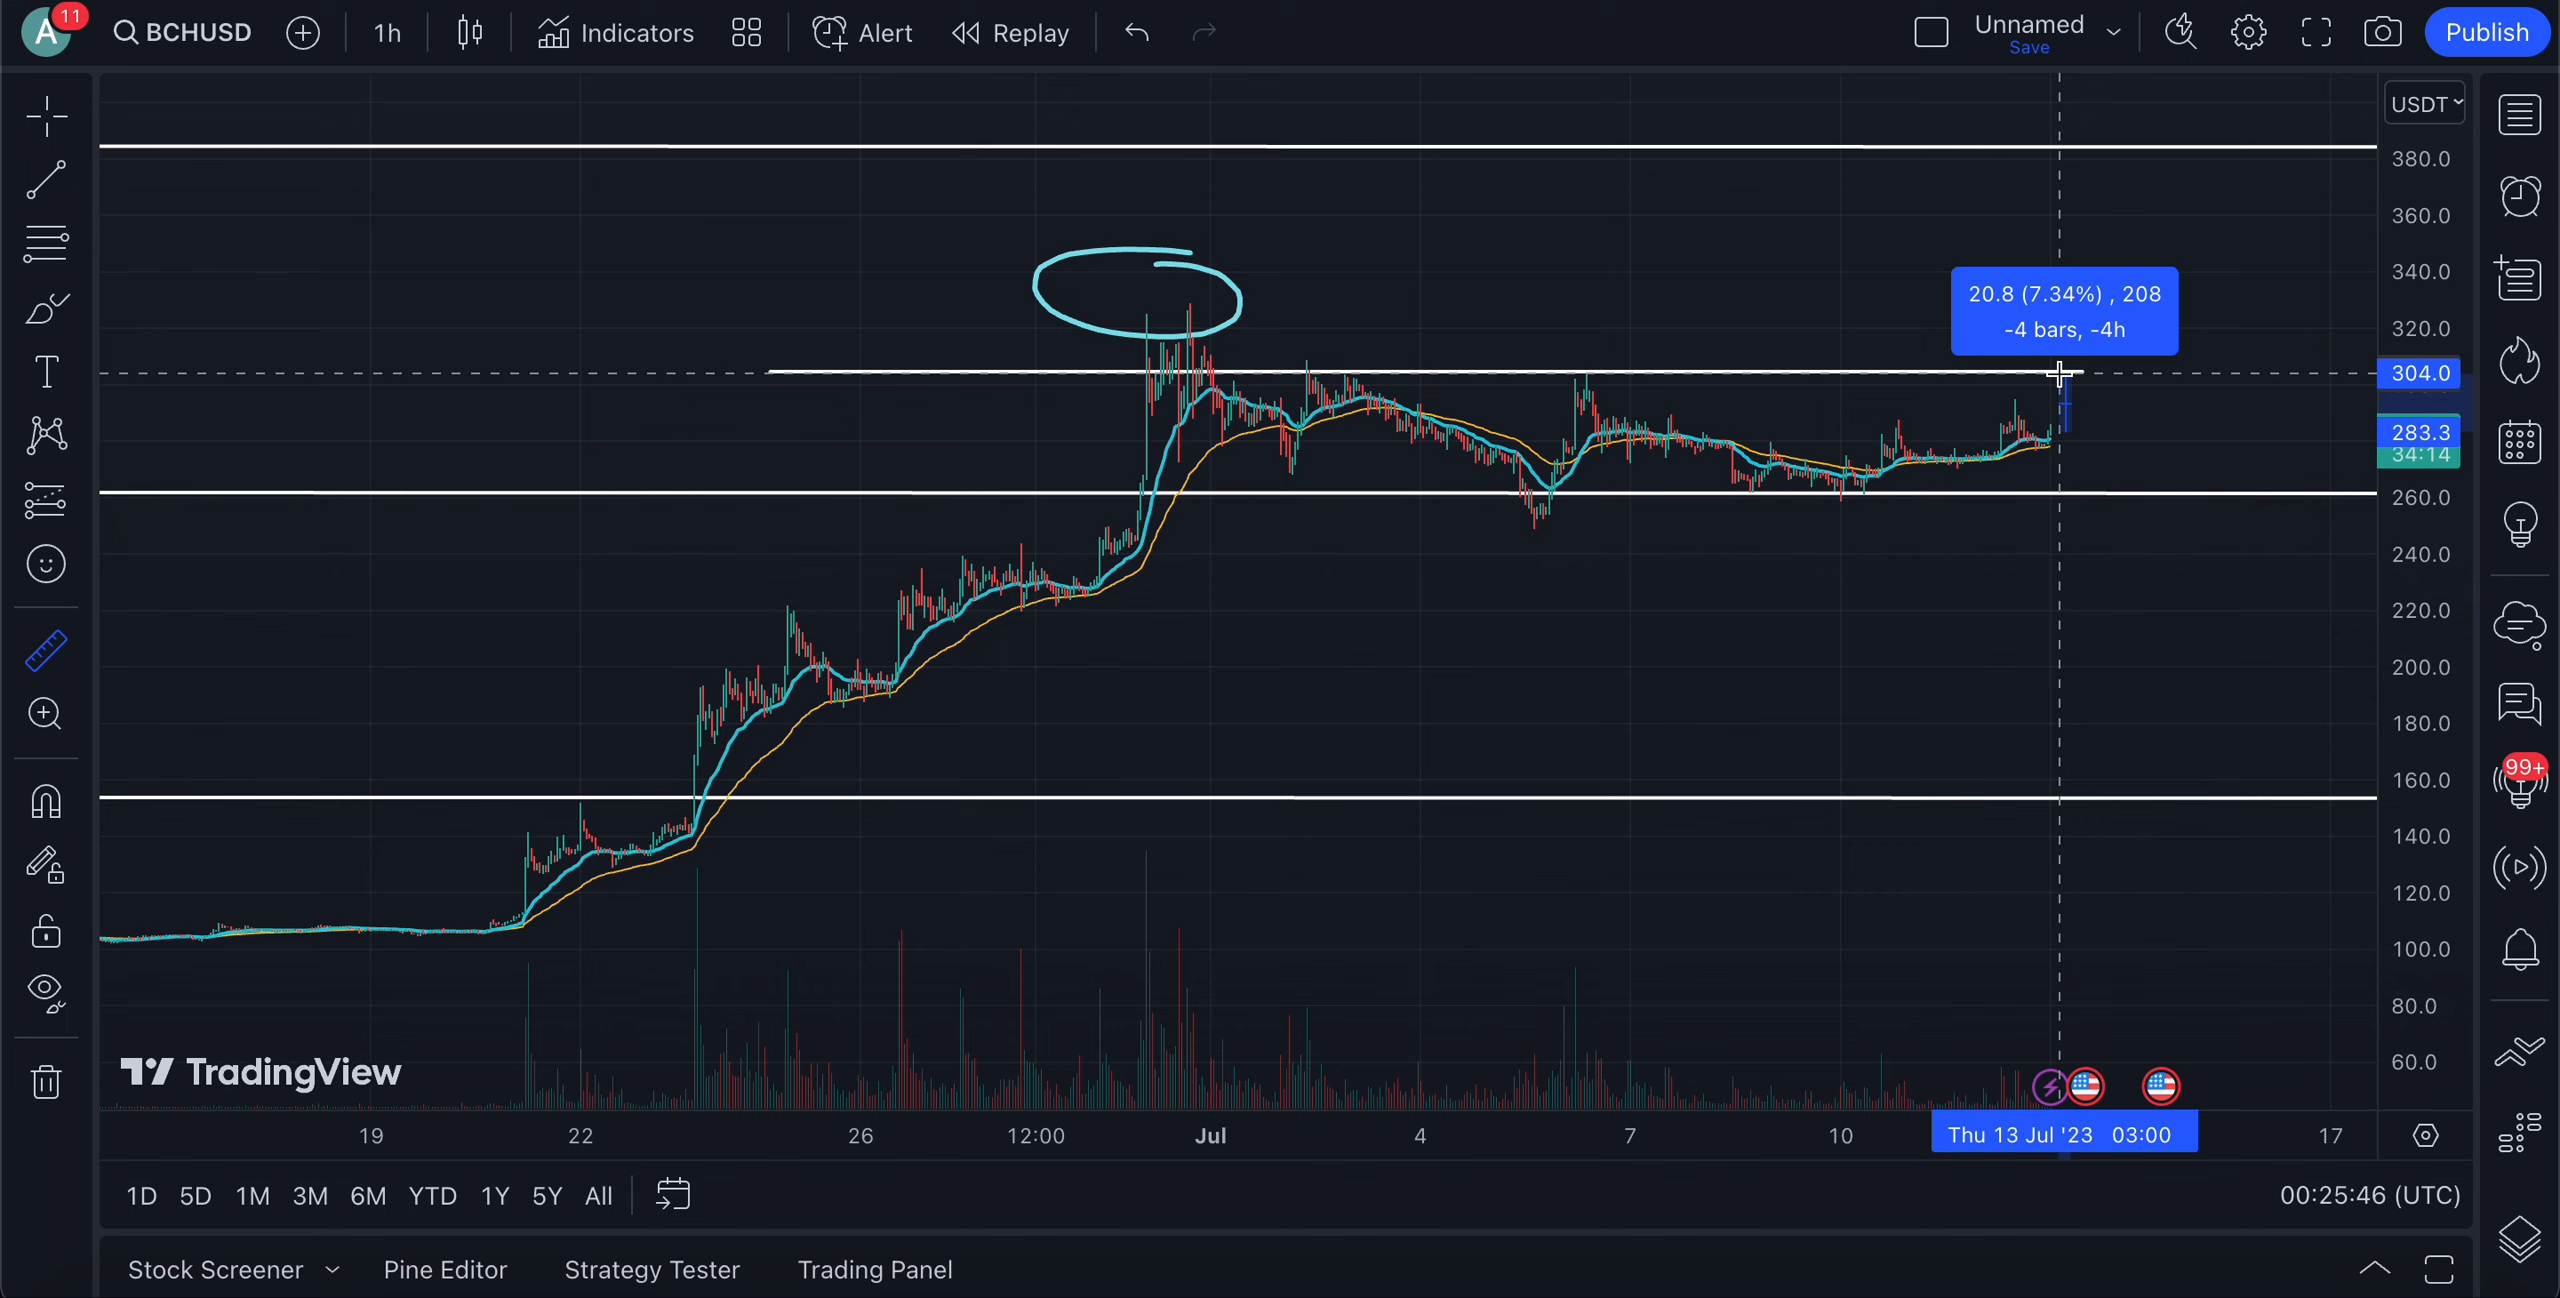 A 11 BCHUSD 1h Indicators Alert Replay Unnamed Save Publish
USDT
380.0
360.0
340.0
20.8 (7.34%) , 208
-4 bars, -4h
320.0
304.0
283.3
34:14
260.0
240.0
220.0
200.0
180.0
99+
160.0
140.0
120.0
100.0
80.0
60.0
TradingView
19 22 26 12:00 Jul 4 7 10 Thu 13 Jul '23 03:00 17
1D 5D 1M 3M 6M YTD 1Y 5Y All 00:25:46 (UTC)
Stock Screener Pine Editor Strategy Tester Trading Panel